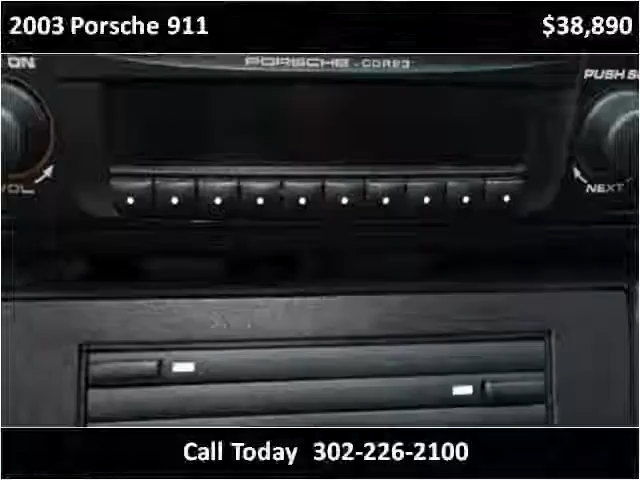 2003 Porsche 911 $38,890
ON PORSCHE - CDR23 PUSH
VOL NEXT
Call Today 302-226-2100